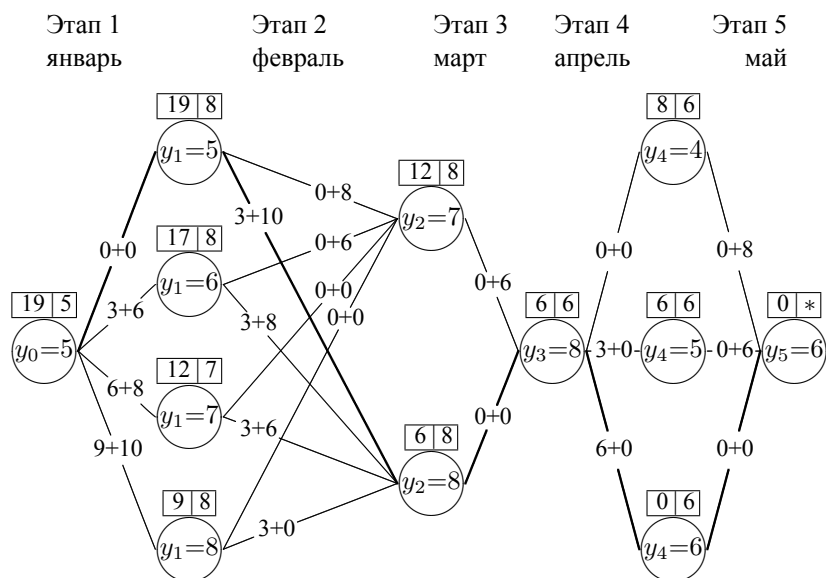 Этап 1 Этап 2 Этап 3 Этап 4 Этап 5
январь февраль март апрель май
19 8 8 6
y₁=5 y₄=4
12 8
0+8
y₂=7
3+10
17 8
0+6
0+0 y₁=6 0+6 0+0 0+8
0+0
19 5 3+6 0+0 6 6 6 6 0 *
3+8
y₀=5 y₃=8 3+0 y₄=5 0+6 y₅=6
12 7
6+8
y₁=7
3+6 0+0
9+10 6 8 6+0 0+0
y₂=8
9 8 0 6
3+0
y₁=8 y₄=6